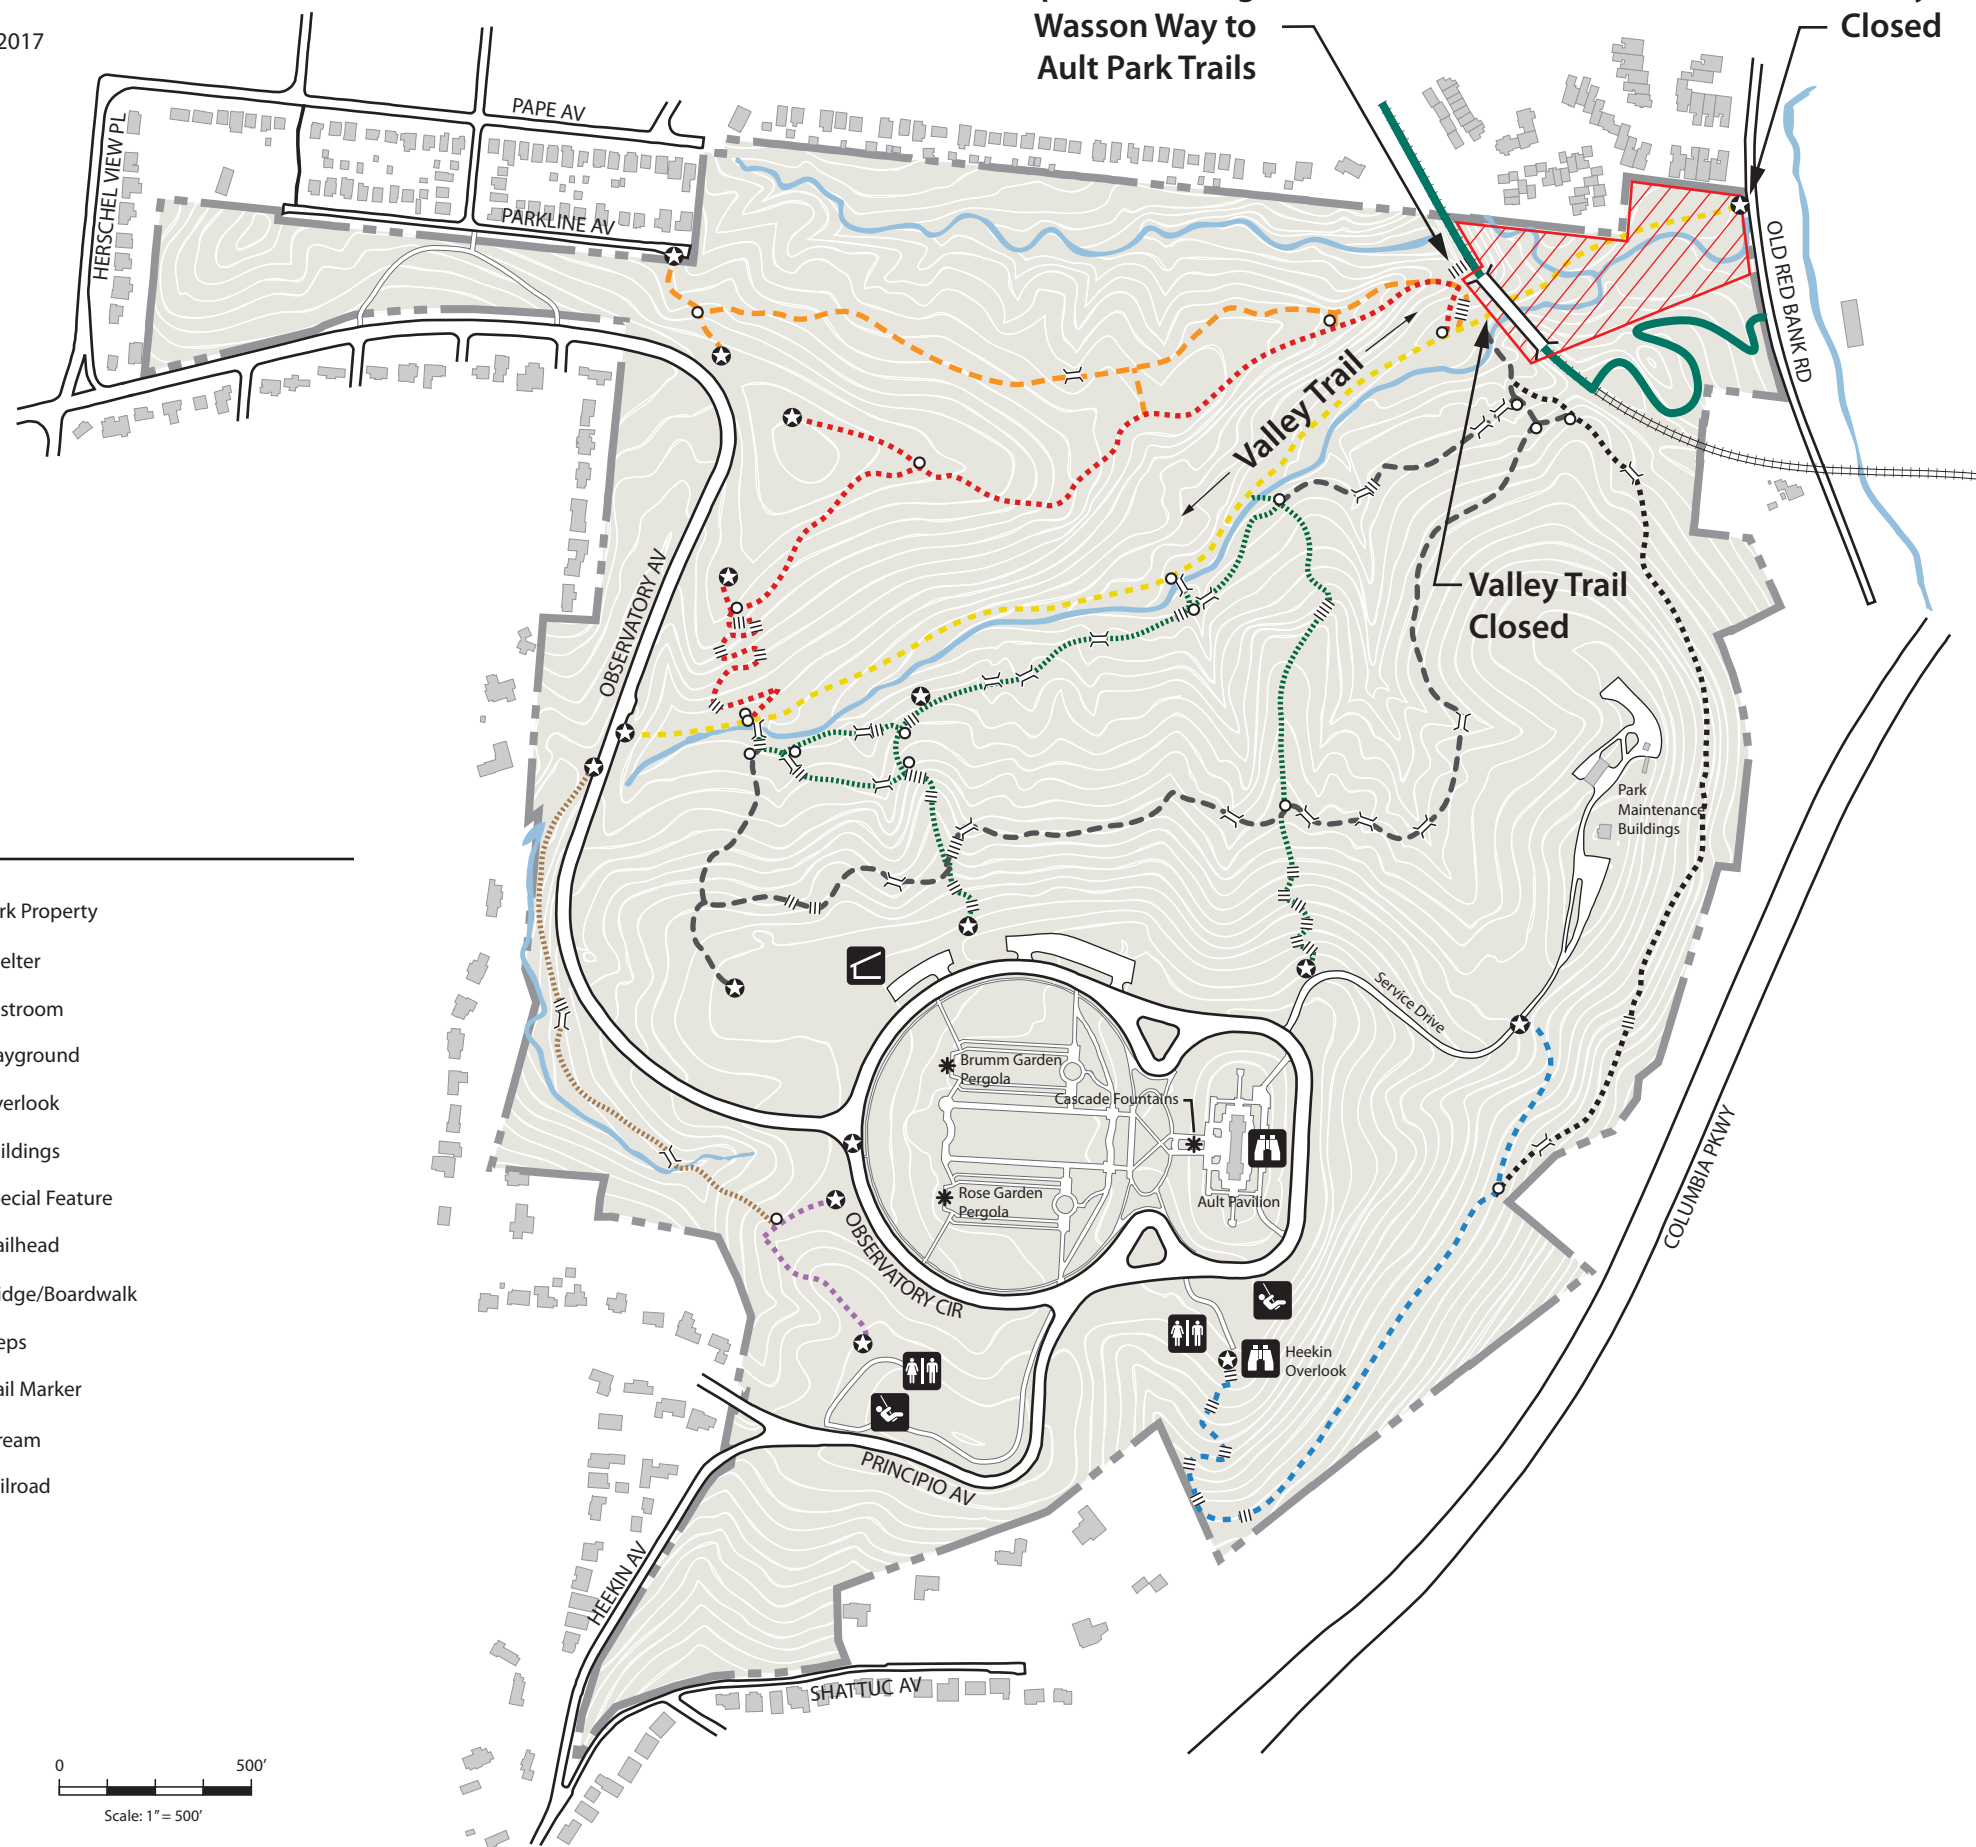 2017
Wasson Way to
Ault Park Trails
Closed
PAPE AV
HERSCHEL VIEW PL
PARKLINE AV
OLD RED BANK RD
Valley Trail
OBSERVATORY AV
Valley Trail
Closed
Park
Maintenance
Buildings
rk Property
elter
stroom
ayground
verlook
ildings
ecial Feature
ailhead
idge/Boardwalk
eps
ail Marker
ream
ilroad
Service Drive
Brumm Garden
Pergola
Cascade Fountains
Rose Garden
Pergola
Ault Pavilion
OBSERVATORY CIR
COLUMBIA PKWY
Heekin
Overlook
PRINCIPIO AV
HEEKIN AV
SHATTUC AV
0 500'
Scale: 1" = 500'